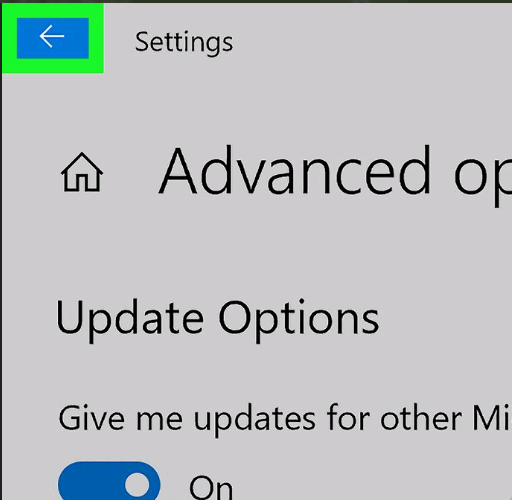 Settings
Advanced op
Update Options
Give me updates for other Mi
On